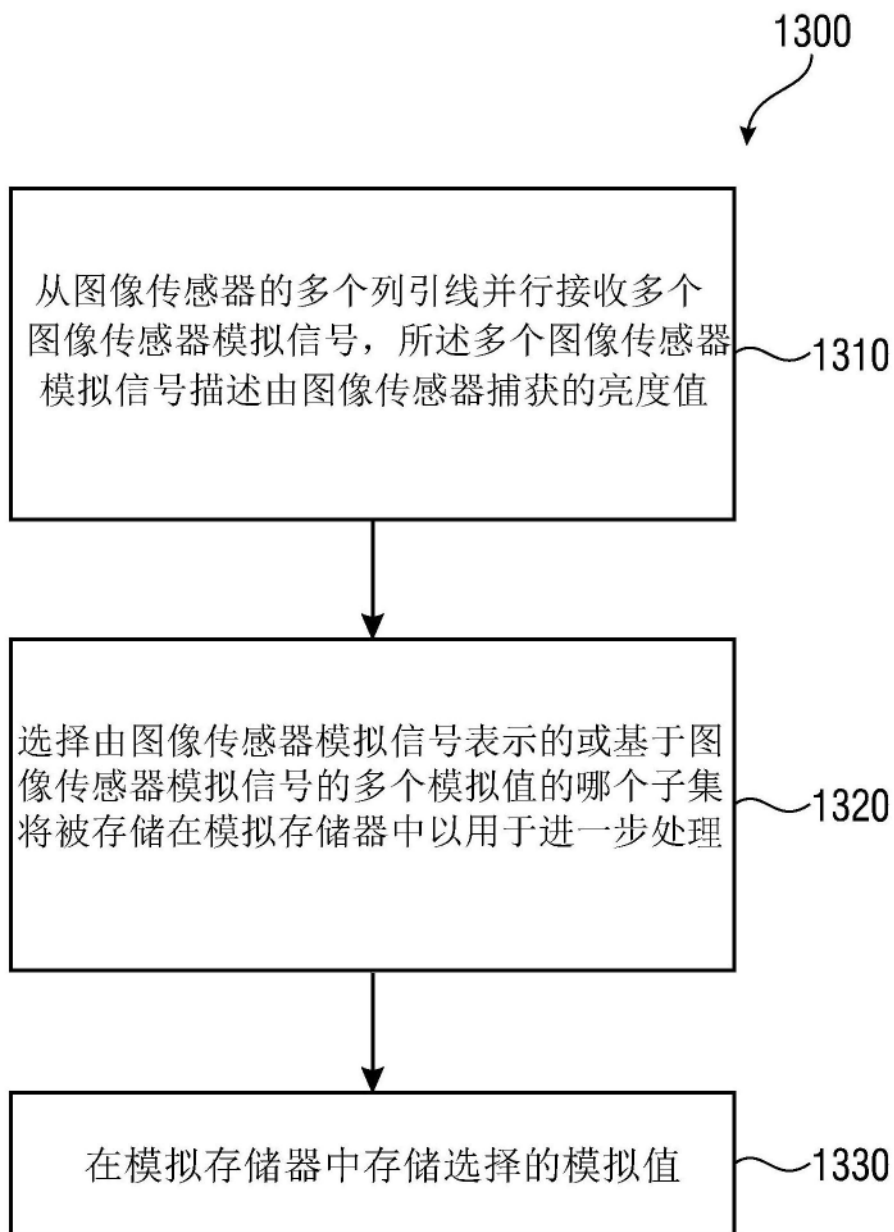 1300
从图像传感器的多个列引线并行接收多个
图像传感器模拟信号，所述多个图像传感器
模拟信号描述由图像传感器捕获的亮度值
1310
选择由图像传感器模拟信号表示的或基于图
像传感器模拟信号的多个模拟值的哪个子集
将被存储在模拟存储器中以用于进一步处理
1320
在模拟存储器中存储选择的模拟值
1330